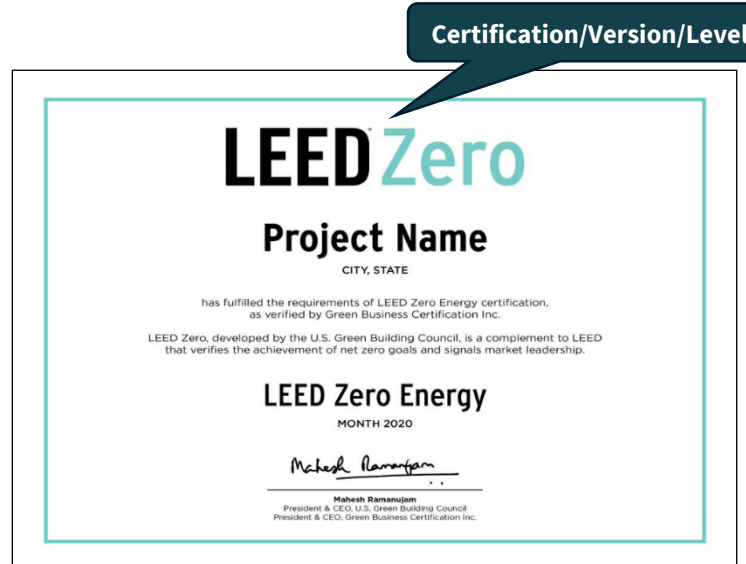 Certification/Version/Level
LEED® Zero
Project Name
CITY, STATE
has fulfilled the requirements of LEED Zero Energy certification,
as verified by Green Business Certification Inc.
LEED Zero, developed by the U.S. Green Building Council, is a complement to LEED
that verifies the achievement of net zero goals and signals market leadership.
LEED Zero Energy
MONTH 2020
Mahesh Ramanujam
Mahesh Ramanujam
President & CEO, U.S. Green Building Council
President & CEO, Green Business Certification Inc.